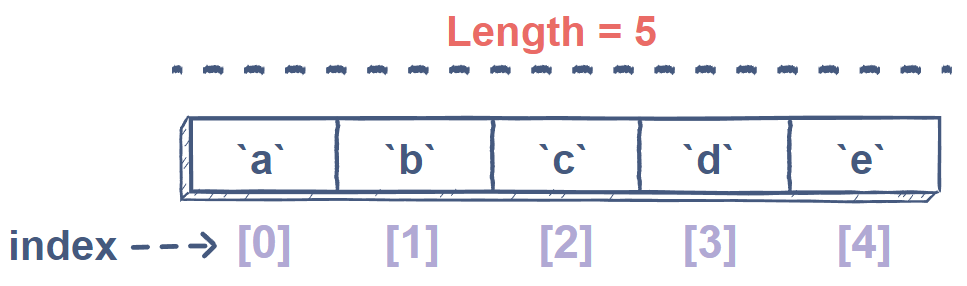 Length = 5
`a` `b` `c` `d` `e`
index [0] [1] [2] [3] [4]